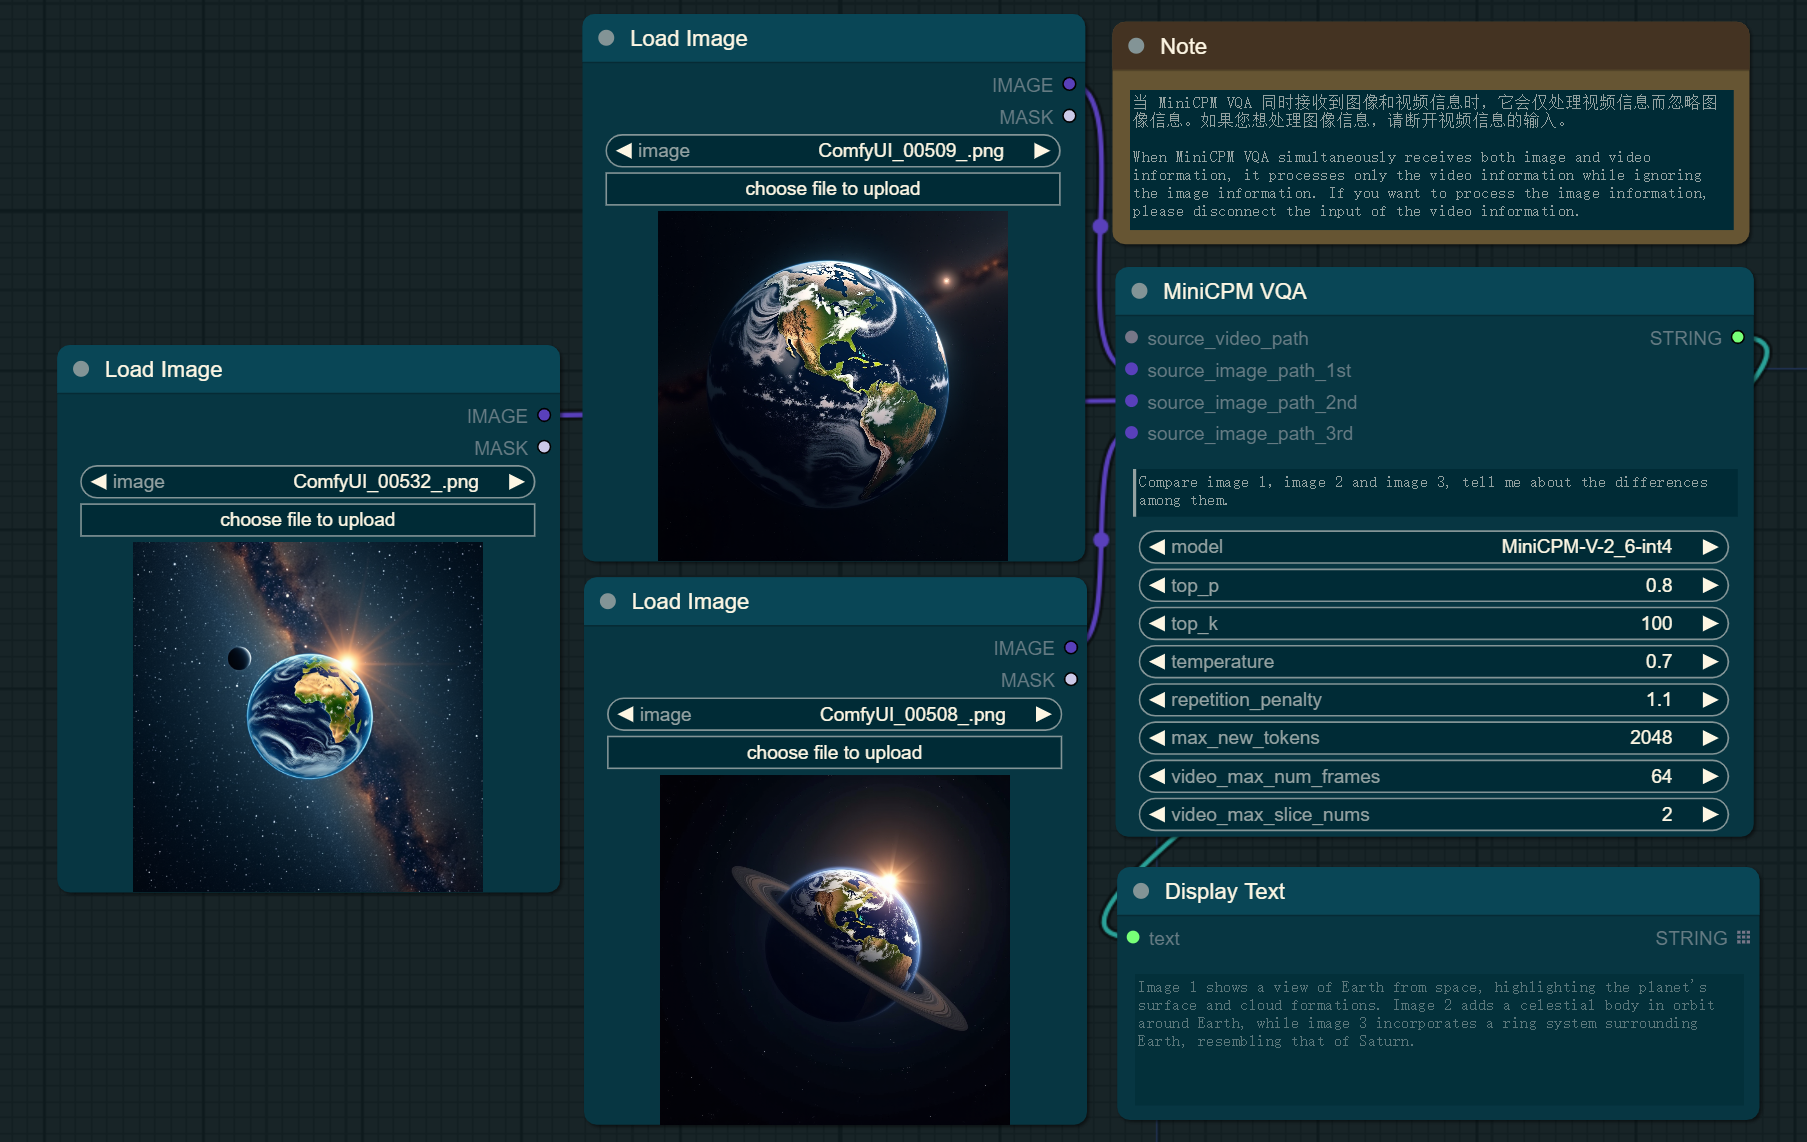 Load Image
IMAGE
MASK
image ComfyUI_00532_.png
choose file to upload
Load Image
IMAGE
MASK
image ComfyUI_00509_.png
choose file to upload
Load Image
IMAGE
MASK
image ComfyUI_00508_.png
choose file to upload
Note
当 MiniCPM VQA 同时接收到图像和视频信息时，它会仅处理视频信息而忽略图
像信息。如果您想处理图像信息，请断开视频信息的输入。
When MiniCPM VQA simultaneously receives both image and video
information, it processes only the video information while ignoring
the image information. If you want to process the image information,
please disconnect the input of the video information.
MiniCPM VQA
source_video_path STRING
source_image_path_1st
source_image_path_2nd
source_image_path_3rd
Compare image 1, image 2 and image 3, tell me about the differences
among them.
model MiniCPM-V-2_6-int4
top_p 0.8
top_k 100
temperature 0.7
repetition_penalty 1.1
max_new_tokens 2048
video_max_num_frames 64
video_max_slice_nums 2
Display Text
text STRING
Image 1 shows a view of Earth from space, highlighting the planet's
surface and cloud formations. Image 2 adds a celestial body in orbit
around Earth, while image 3 incorporates a ring system surrounding
Earth, resembling that of Saturn.